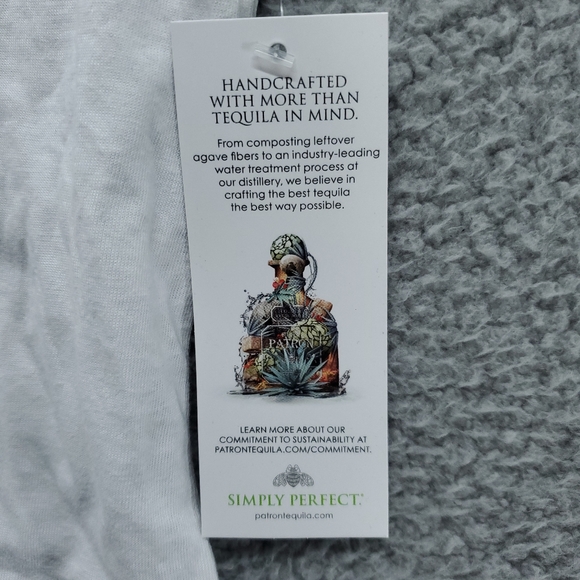 HANDCRAFTED
WITH MORE THAN
TEQUILA IN MIND.
From composting leftover
agave fibers to an industry-leading
water treatment process at
our distillery, we believe in
crafting the best tequila
the best way possible.
PATRÓN
LEARN MORE ABOUT OUR
COMMITMENT TO SUSTAINABILITY AT
PATRONTEQUILA.COM/COMMITMENT.
SIMPLY PERFECT.
patrontequila.com